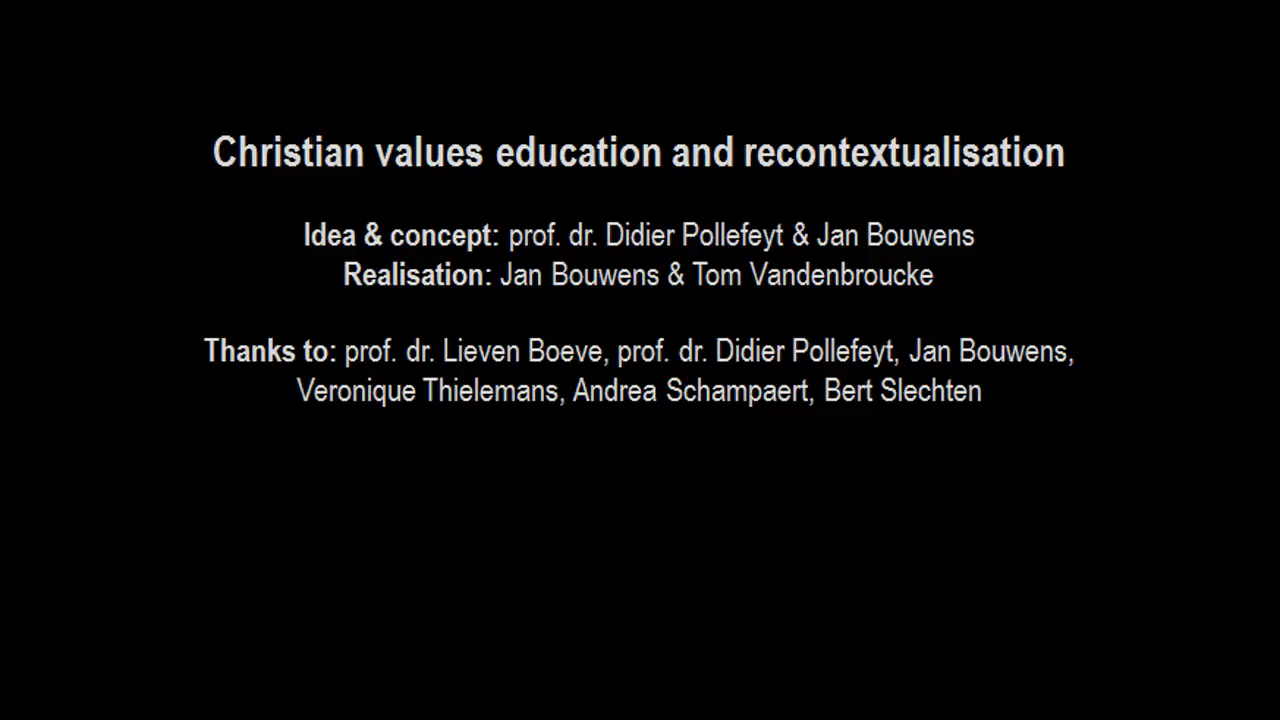 Christian values education and recontextualisation
Idea & concept: prof. dr. Didier Pollefeyt & Jan Bouwens
Realisation: Jan Bouwens & Tom Vandenbroucke
Thanks to: prof. dr. Lieven Boeve, prof. dr. Didier Pollefeyt, Jan Bouwens,
Veronique Thielemans, Andrea Schampaert, Bert Slechten